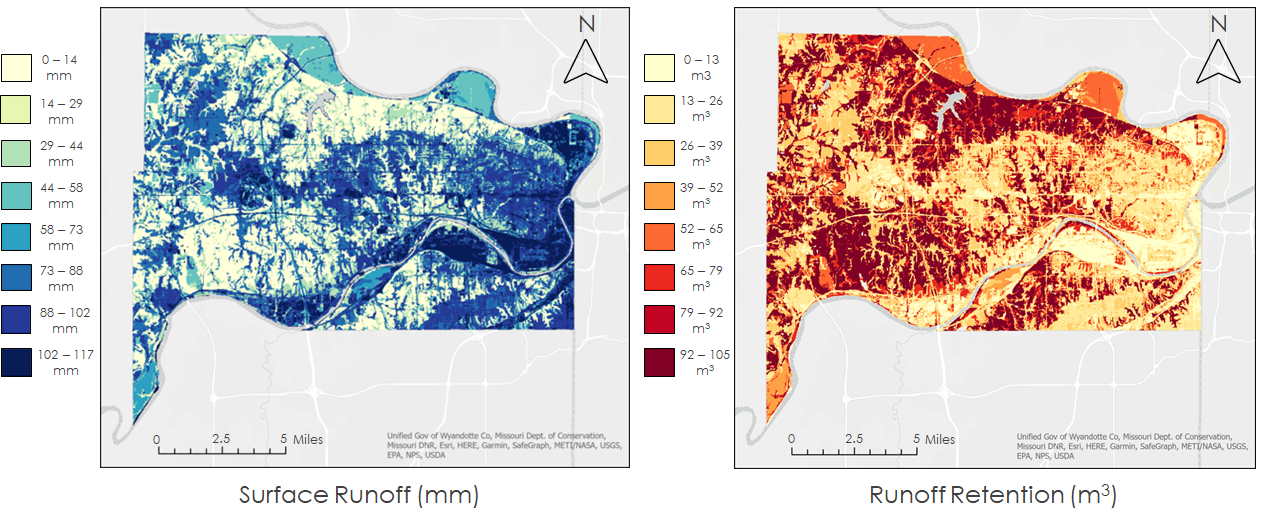 N
0 – 14
mm
14 – 29
mm
29 – 44
mm
44 – 58
mm
58 – 73
mm
73 – 88
mm
88 – 102
mm
102 – 117
mm
0
2.5
5 Miles
Unified Gov of Wyandotte Co, Missouri Dept. of Conservation,
Missouri DNR, Esri, HERE, Garmin, SafeGraph, METI/NASA, USGS,
EPA, NPS, USDA
Surface Runoff (mm)
N
0 – 13
m3
13 – 26
m³
26 – 39
m³
39 – 52
m³
52 – 65
m³
65 – 79
m³
79 – 92
m³
92 – 105
m³
0
2.5
5 Miles
Unified Gov of Wyandotte Co, Missouri Dept. of Conservation,
Missouri DNR, Esri, HERE, Garmin, SafeGraph, METI/NASA, USGS,
EPA, NPS, USDA
Runoff Retention (m³)